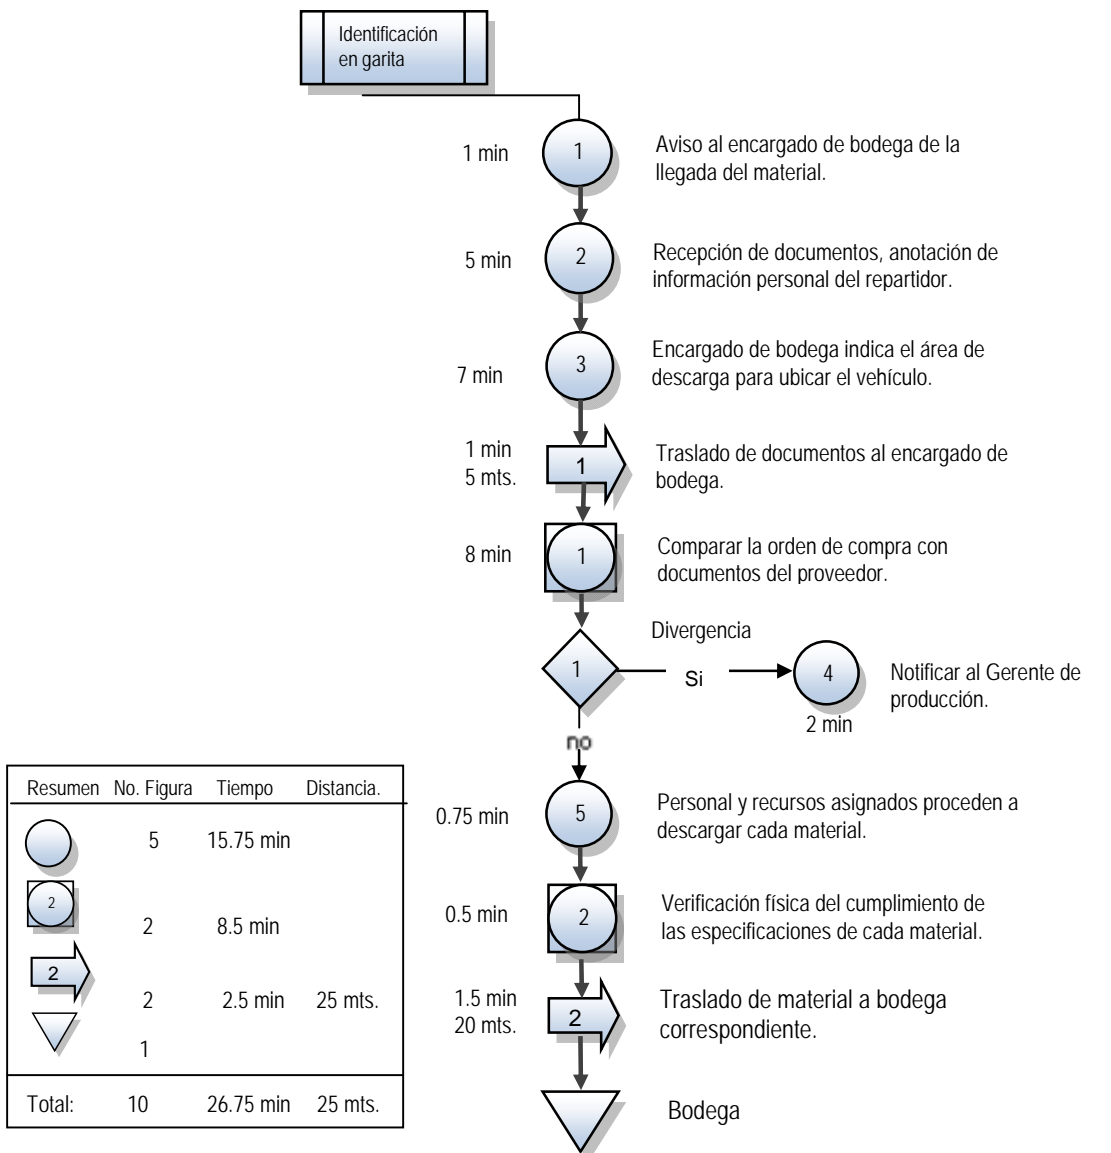 Identificación
en garita
1 min
1
Aviso al encargado de bodega de la
llegada del material.
5 min
2
Recepción de documentos, anotación de
información personal del repartidor.
7 min
3
Encargado de bodega indica el área de
descarga para ubicar el vehículo.
1 min
5 mts.
1
Traslado de documentos al encargado de
bodega.
8 min
1
Comparar la orden de compra con
documentos del proveedor.
1
Divergencia
Si
4
2 min
Notificar al Gerente de
producción.
no
0.75 min
5
Personal y recursos asignados proceden a
descargar cada material.
0.5 min
2
Verificación física del cumplimiento de
las especificaciones de cada material.
1.5 min
20 mts.
2
Traslado de material a bodega
correspondiente.
Bodega
Resumen No. Figura Tiempo Distancia.
5 15.75 min
2
2 8.5 min
2
2 2.5 min 25 mts.
1
Total: 10 26.75 min 25 mts.